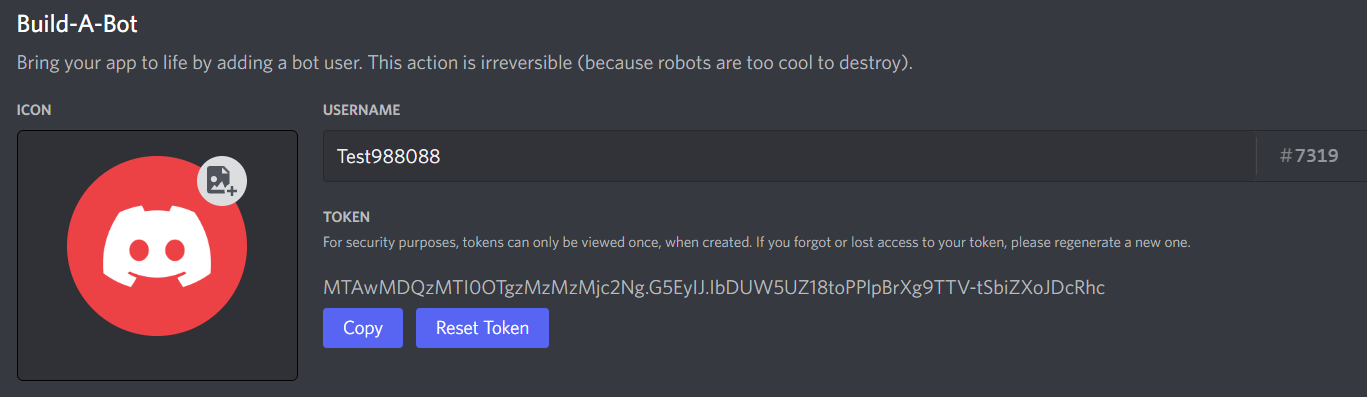 Build-A-Bot
Bring your app to life by adding a bot user. This action is irreversible (because robots are too cool to destroy).
ICON
USERNAME
Test988088
#7319
TOKEN
For security purposes, tokens can only be viewed once, when created. If you forgot or lost access to your token, please regenerate a new one.
MTAwMDQzMTI0OTgzMzMzMjc2Ng.G5EyIJ.IbDUW5UZ18toPPlpBrXg9TTV-tSbiZXoJDcRhc
Copy
Reset Token